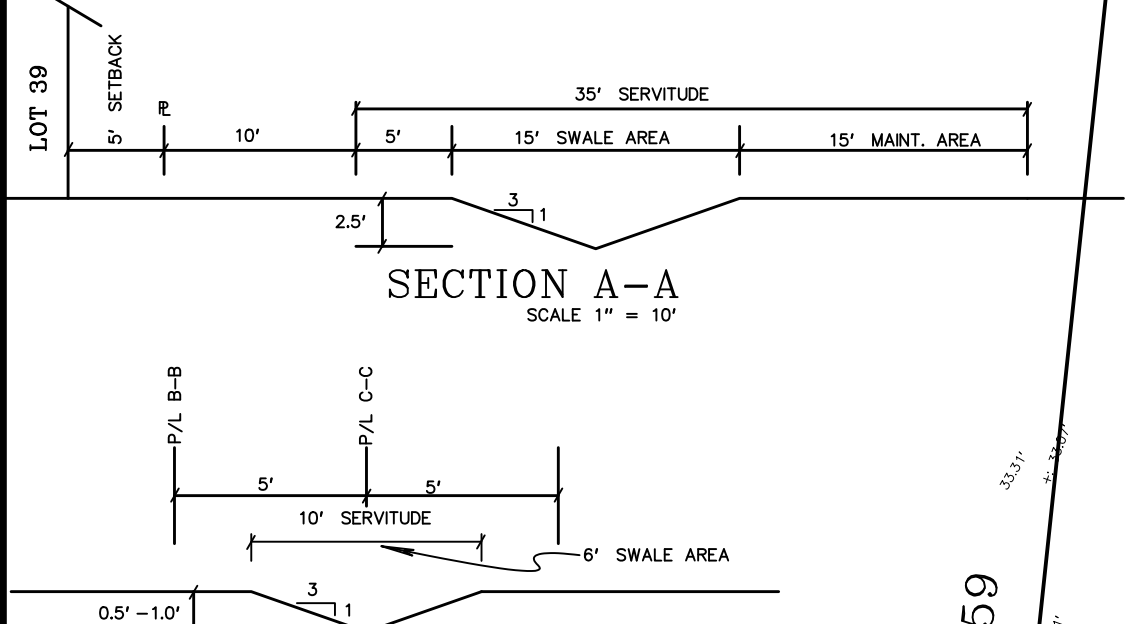 LOT 39
5' SETBACK
PL
35' SERVITUDE
10'
5'
15' SWALE AREA
15' MAINT. AREA
2.5'
3
1
SECTION A-A
SCALE 1" = 10'
P/L B-B
P/L C-C
5'
5'
10' SERVITUDE
6' SWALE AREA
3
1
0.5' - 1.0'
33.31'
59